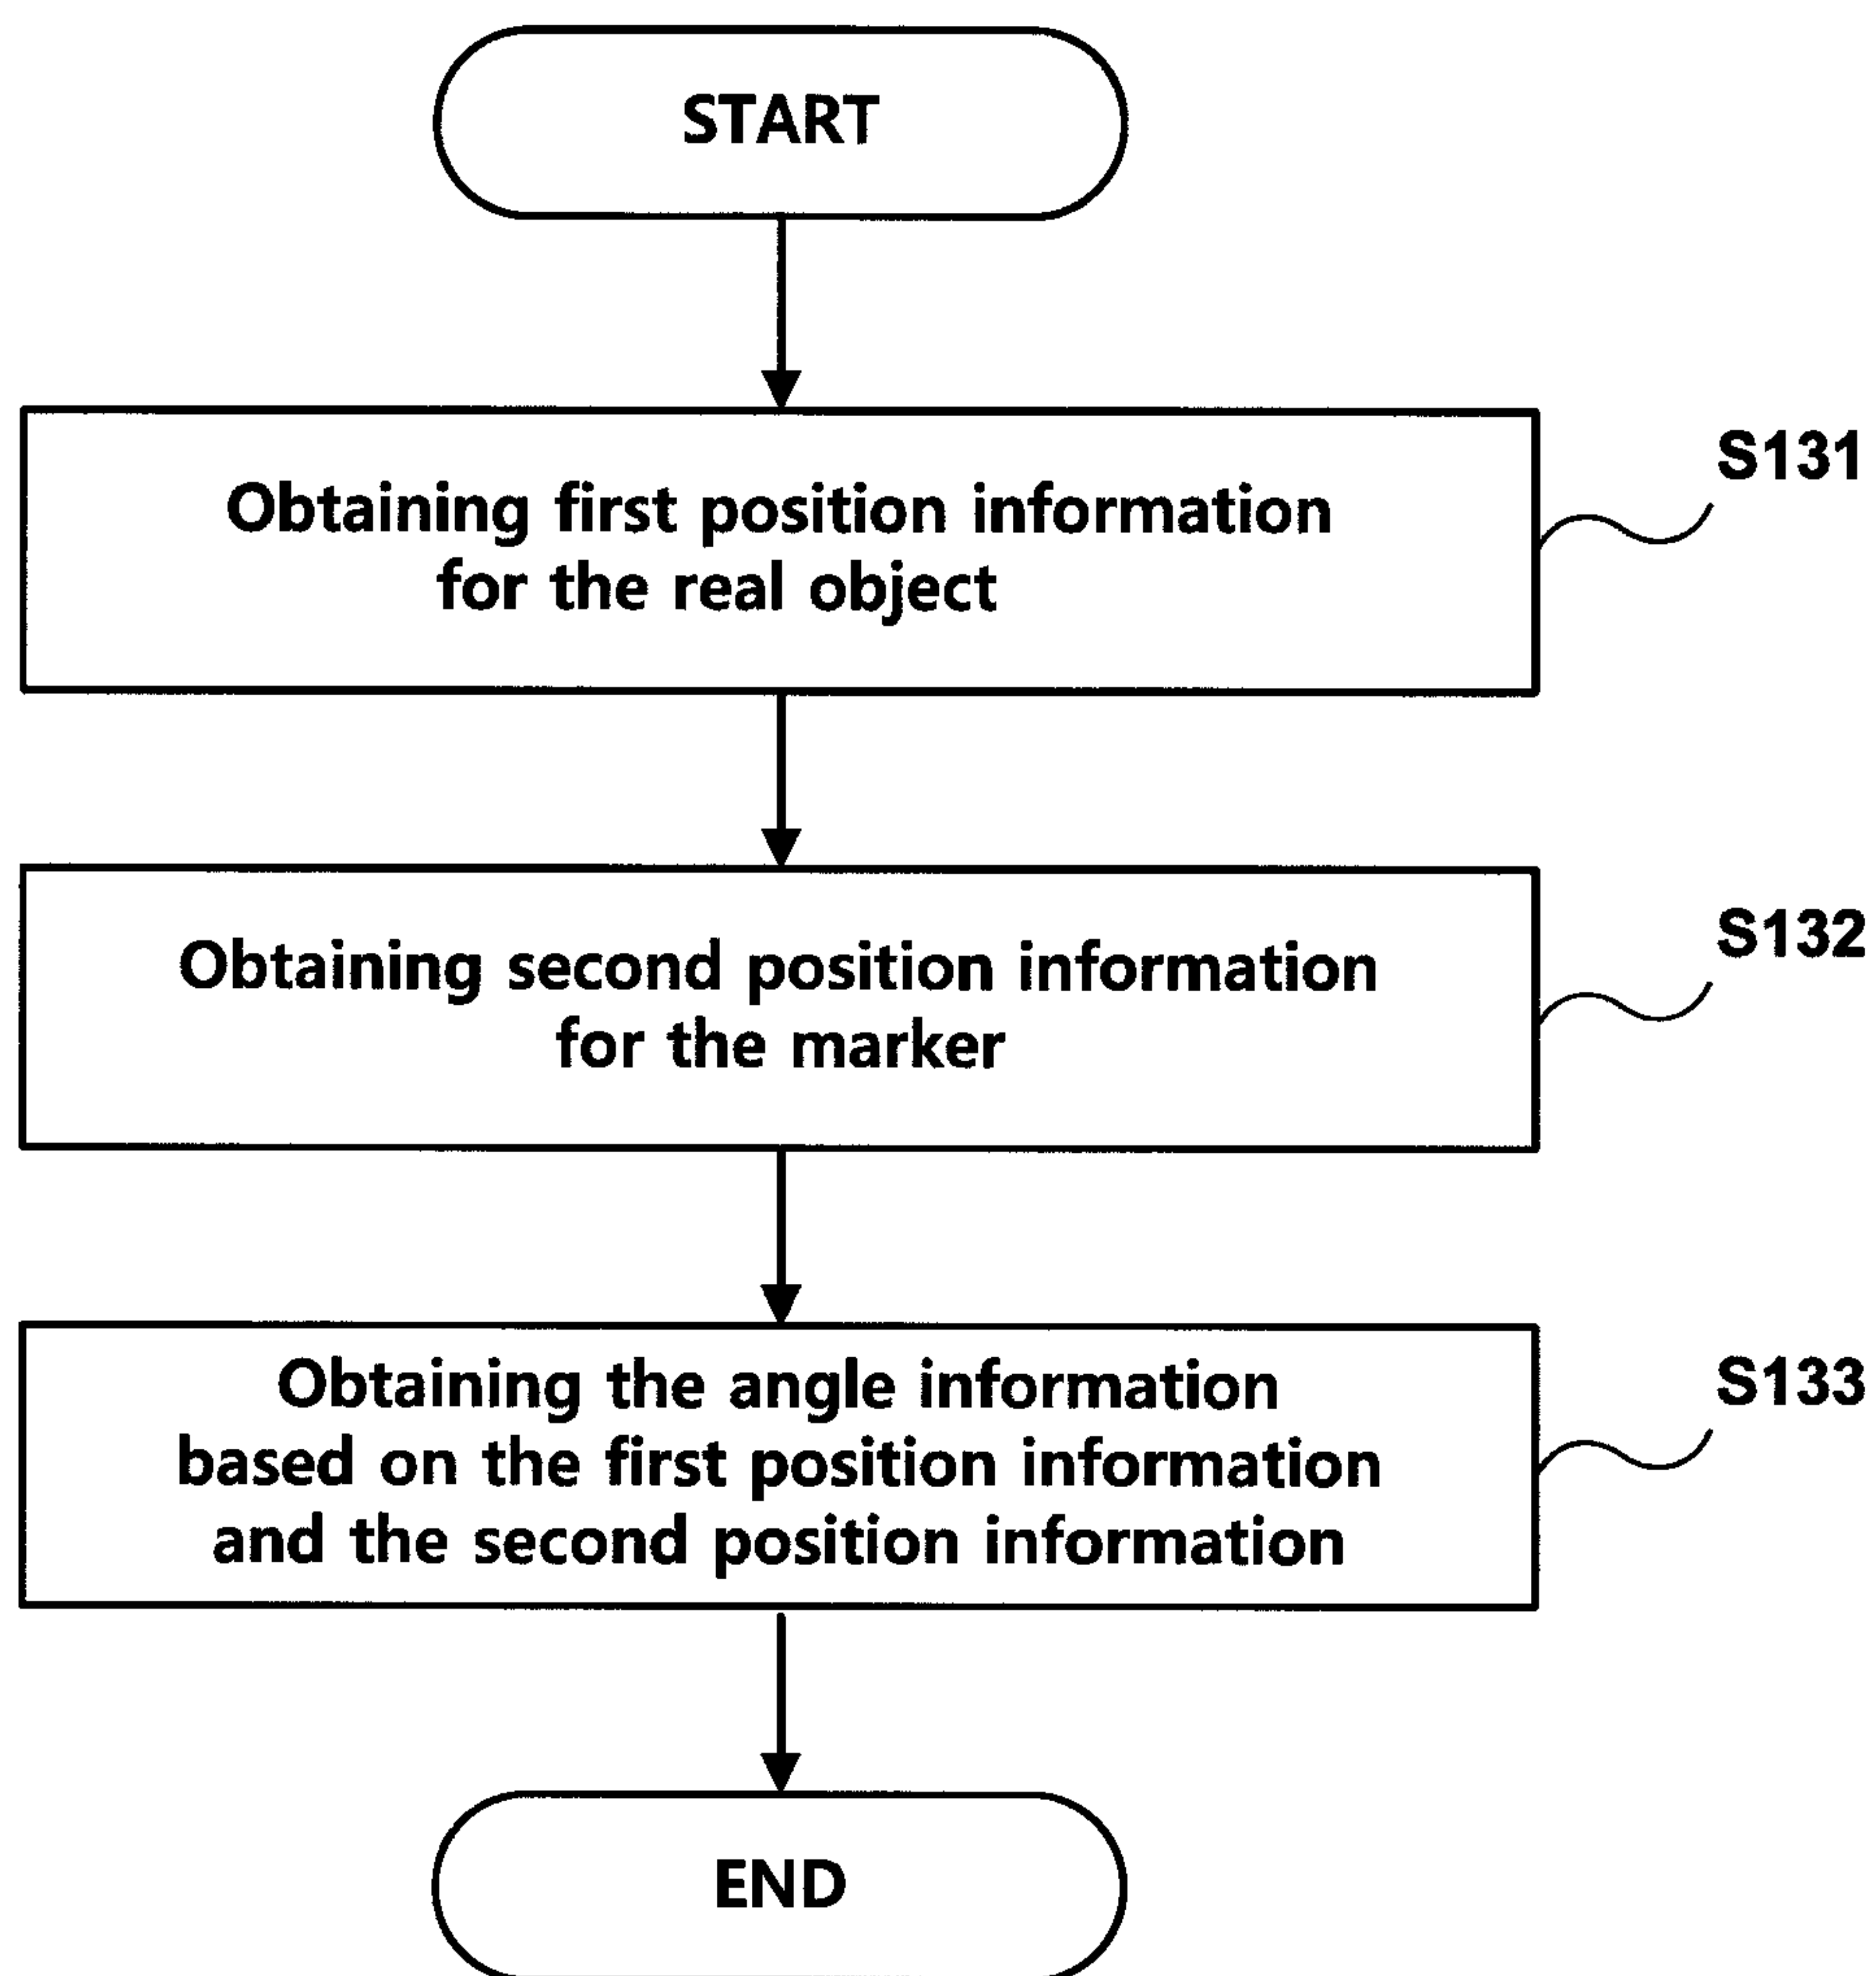 START
Obtaining first position information
for the real object
S131
Obtaining second position information
for the marker
S132
Obtaining the angle information
based on the first position information
and the second position information
S133
END